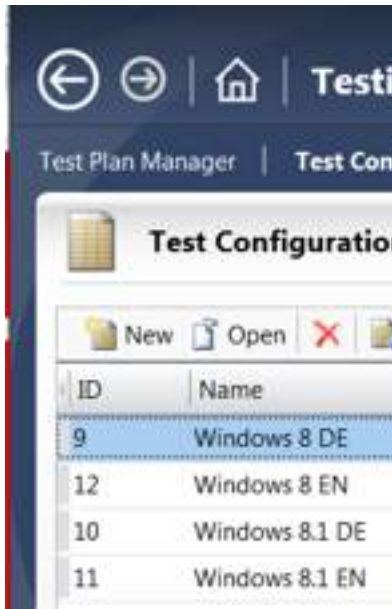 Testi
Test Plan Manager | Test Con
Test Configuration
New Open
ID Name
9 Windows 8 DE
12 Windows 8 EN
10 Windows 8.1 DE
11 Windows 8.1 EN